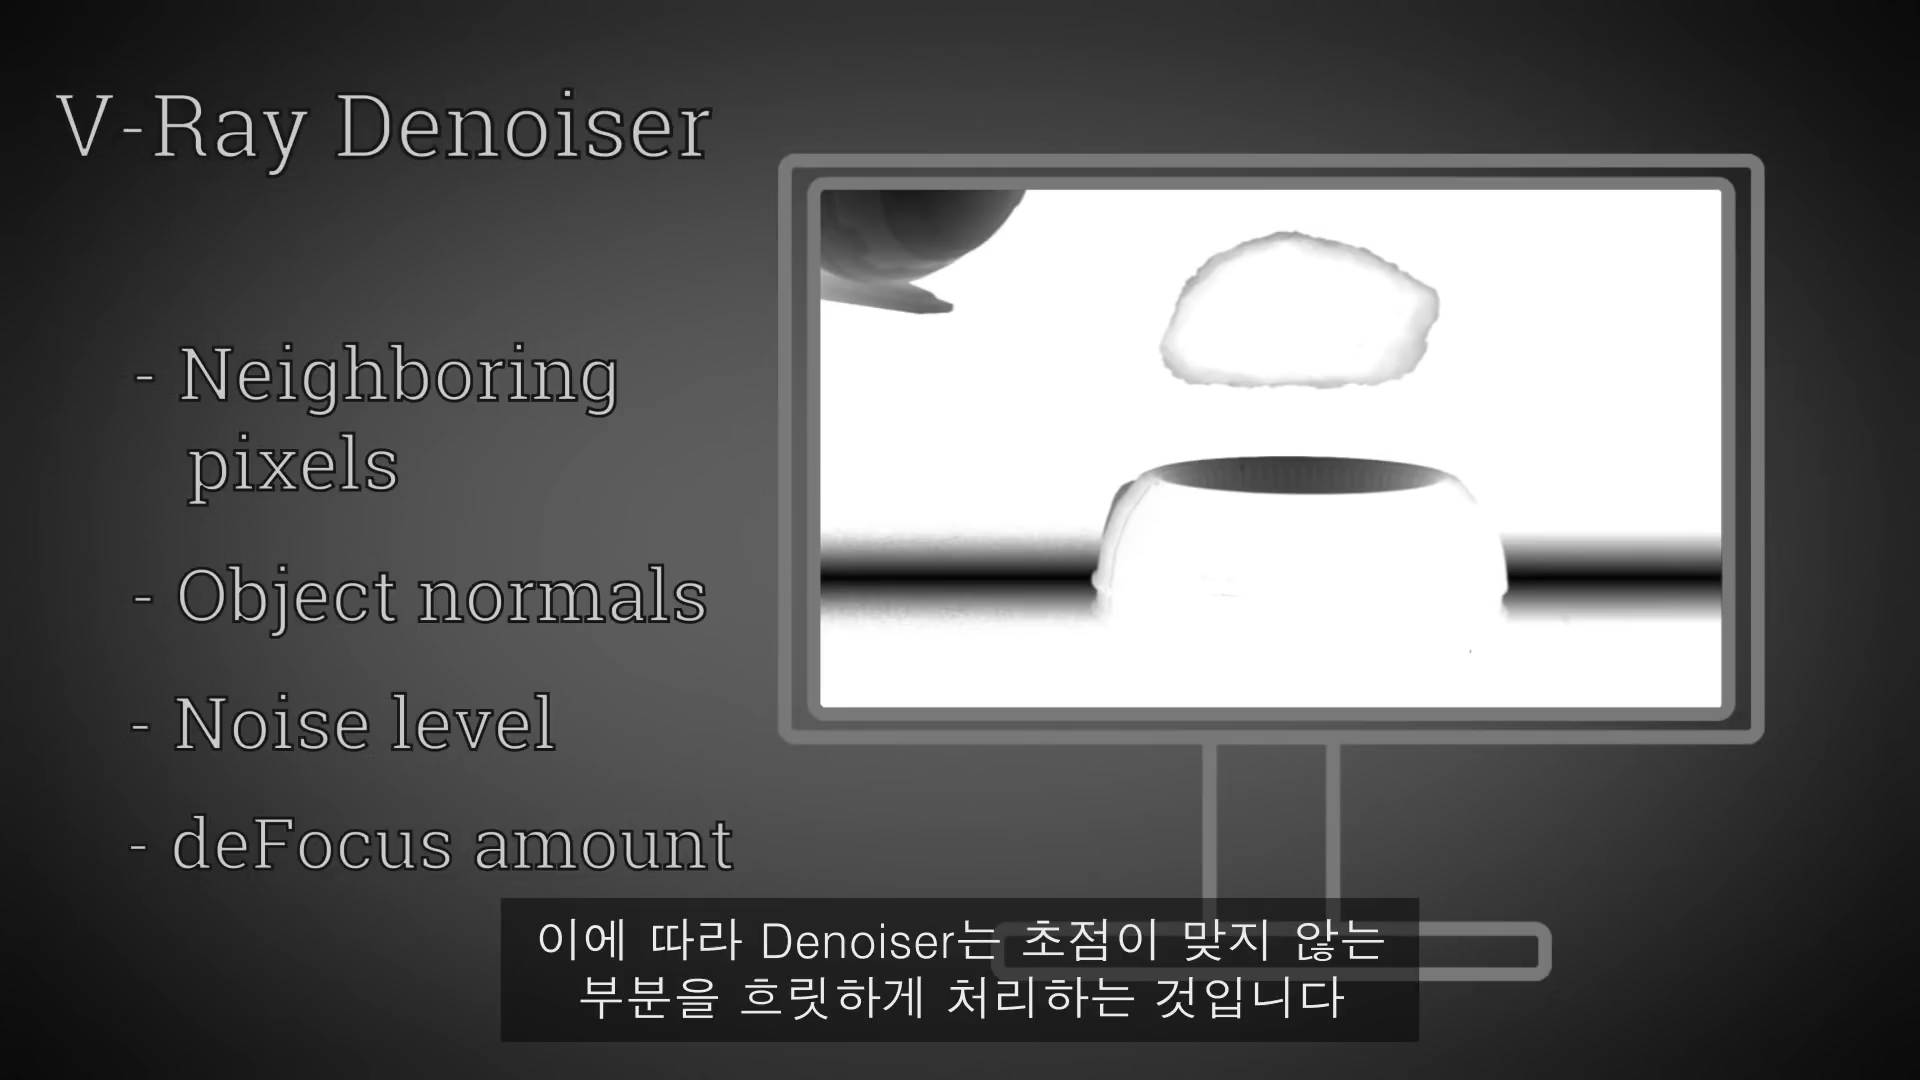 V-Ray Denoiser
- Neighboring
pixels
- Object normals
- Noise level
- deFocus amount
이에 따라 Denoiser는 초점이 맞지 않는
부분을 흐릿하게 처리하는 것입니다